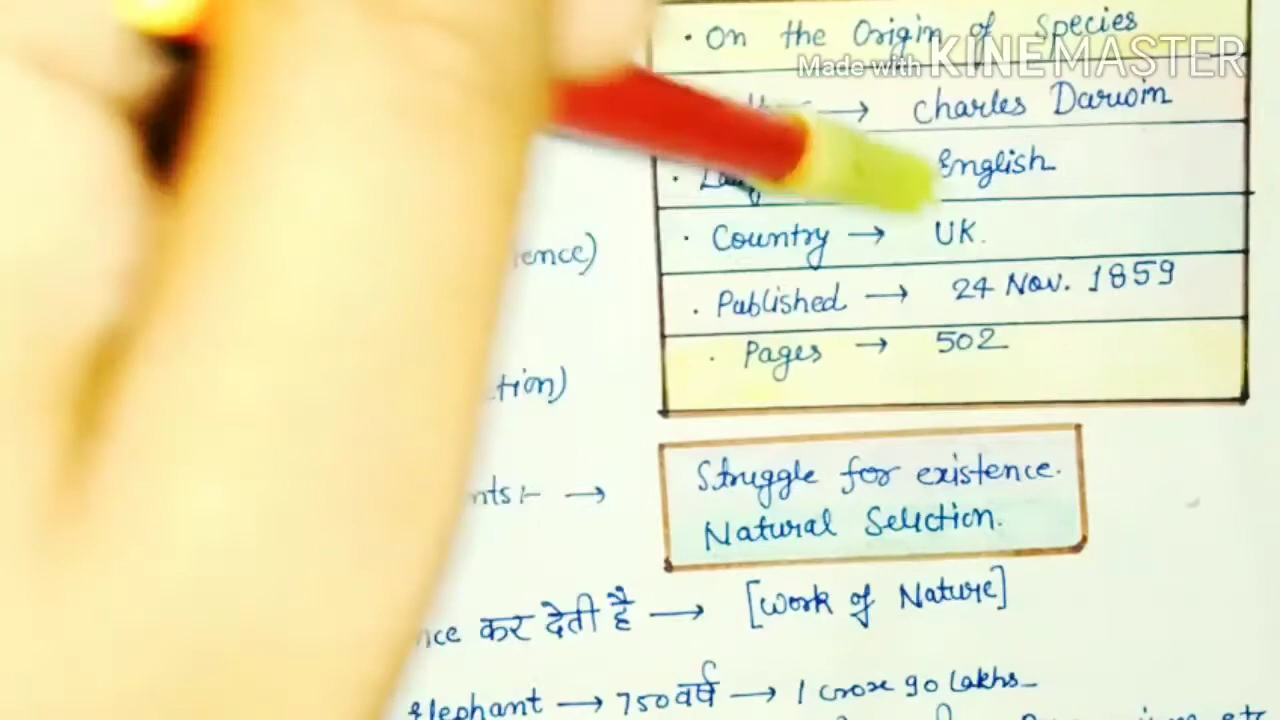 · On the Origin of Species
Made with KINEMASTER
→ Charles Darwin
English
· Country → UK.
ence)
· Published → 24 Nov. 1859
· Pages → 502
tion)
Struggle for existence.
nts:- →
Natural Selection.
nce कर देती है → [Work of Nature]
Elephant → 750 वर्ष → 1 crore 90 Lakhs